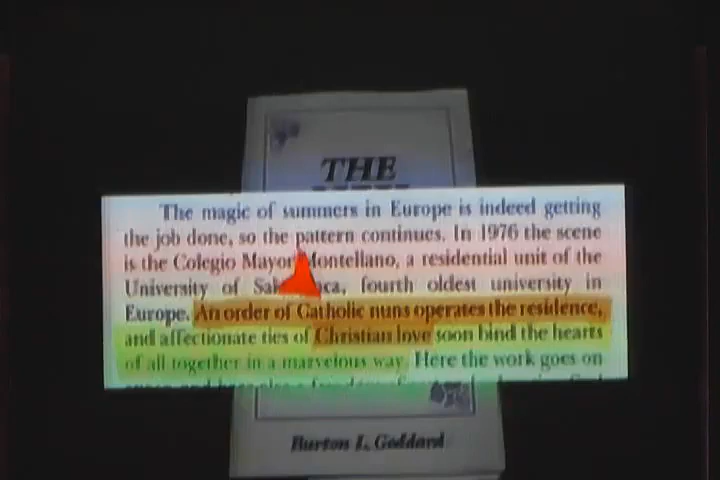 THE
The magic of summers in Europe is indeed getting
the job done, so the pattern continues. In 1976 the scene
is the Colegio Mayor Montellano, a residential unit of the
University of fourth oldest university in
Europe. An order of Catholic nuns operates the residence,
and affectionate ties of Christian love soon bind the hearts
of all together in a marvelous way. Here the work goes on
Burton L. Goddard